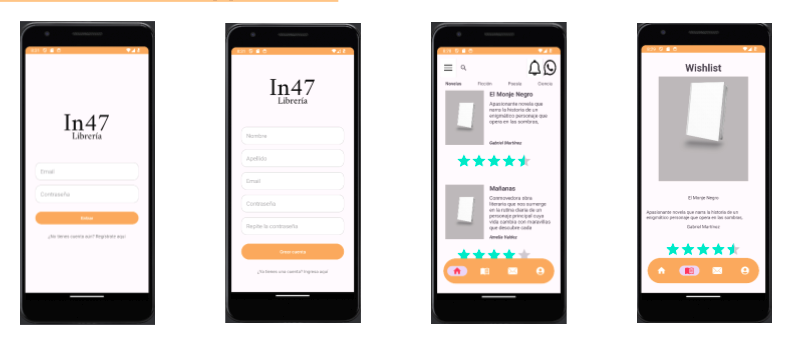 In47
Librería
Email
Contraseña
Entrar
¿No tienes cuenta aún? Regístrate aquí
In47
Librería
Nombre
Apellido
Email
Contraseña
Repite la contraseña
Crear cuenta
¿Ya tienes una cuenta? Ingresa aquí
Novelas Ficción Poesía Ciencia
El Monje Negro
Apasionante novela que
narra la historia de un
enigmático personaje que
opera en las sombras,
Gabriel Martínez
Mañanas
Conmovedora obra
literaria que nos sumerge
en la rutina diaria de un
personaje principal cuya
vida cambia con maravillas
que descubre cada
Amelia Ibáñez
Wishlist
El Monje Negro
Apasionante novela que narra la historia de un
enigmático personaje que opera en las sombras,
Gabriel Martínez